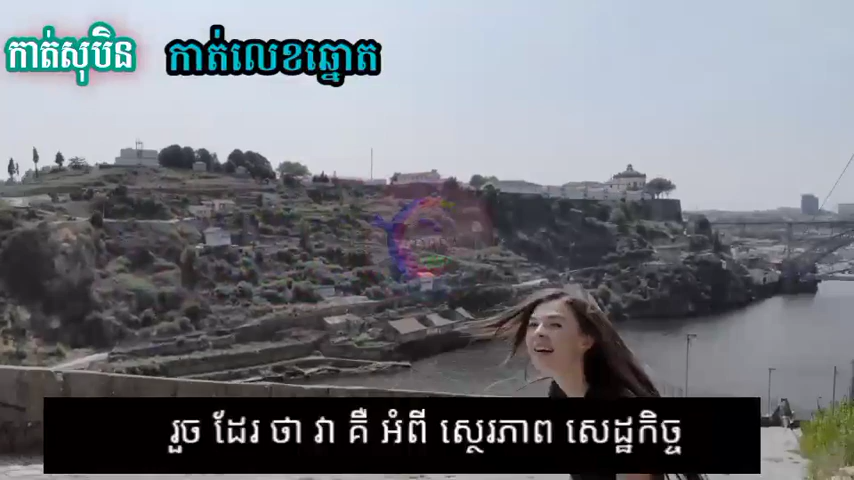 កាត់សុបិន
កាត់លេខឆ្នោត
រួច ដែរ ថា វា គឺ អំពី ស្ថេរភាព សេដ្ឋកិច្ច